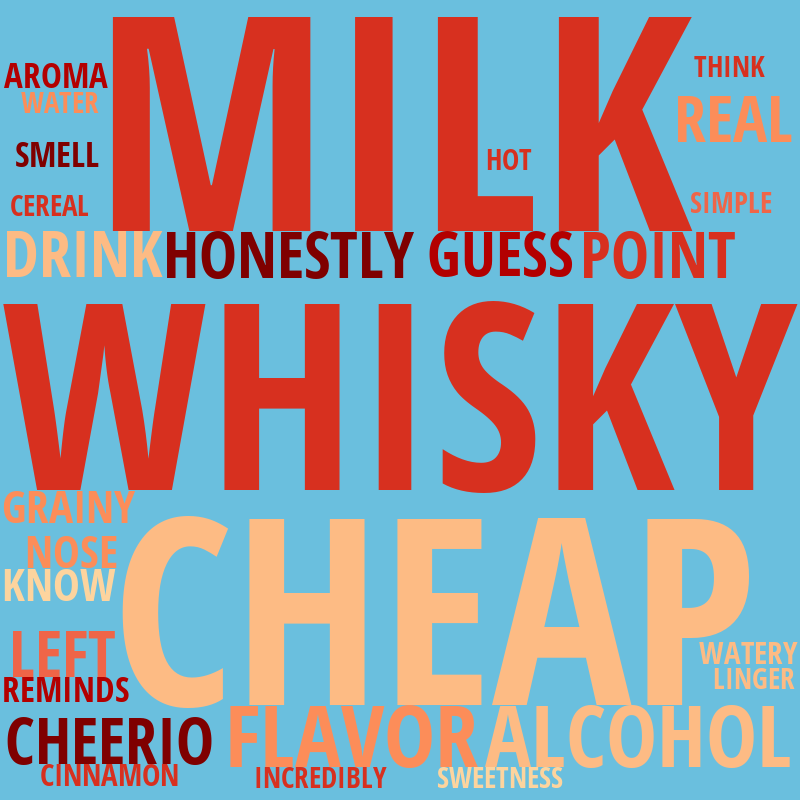 MILK
AROMA
THINK
WATER
REAL
SMELL
HOT
CEREAL
SIMPLE
DRINK HONESTLY GUESS POINT
WHISKY
GRAINY
CHEAP
NOSE
KNOW
LEFT
WATERY
LINGER
REMINDS
CHEERIO FLAVOR ALCOHOL
CINNAMON INCREDIBLY SWEETNESS